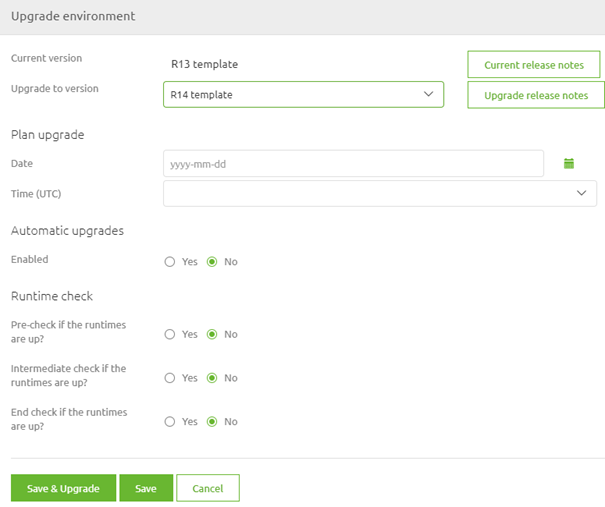 Upgrade environment
Current version
R13 template
Current release notes
Upgrade to version
R14 template
Upgrade release notes
Plan upgrade
Date
yyyy-mm-dd
Time (UTC)
Automatic upgrades
Enabled
Yes No
Runtime check
Pre-check if the runtimes
are up?
Yes No
Intermediate check if the
runtimes are up?
Yes No
End check if the runtimes
are up?
Yes No
Save & Upgrade Save Cancel